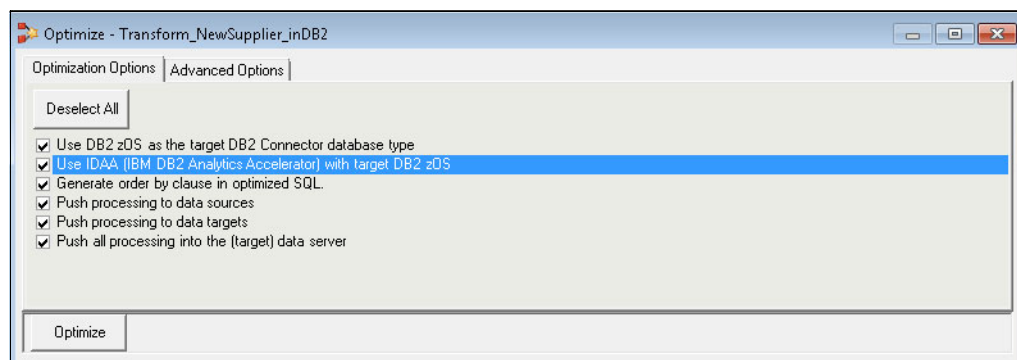 Optimize - Transform_NewSupplier_inDB2
Optimization Options Advanced Options
Deselect All
Use DB2 zOS as the target DB2 Connector database type
Use IDAA (IBM DB2 Analytics Accelerator) with target DB2 zOS
Generate order by clause in optimized SQL.
Push processing to data sources
Push processing to data targets
Push all processing into the (target) data server
Optimize